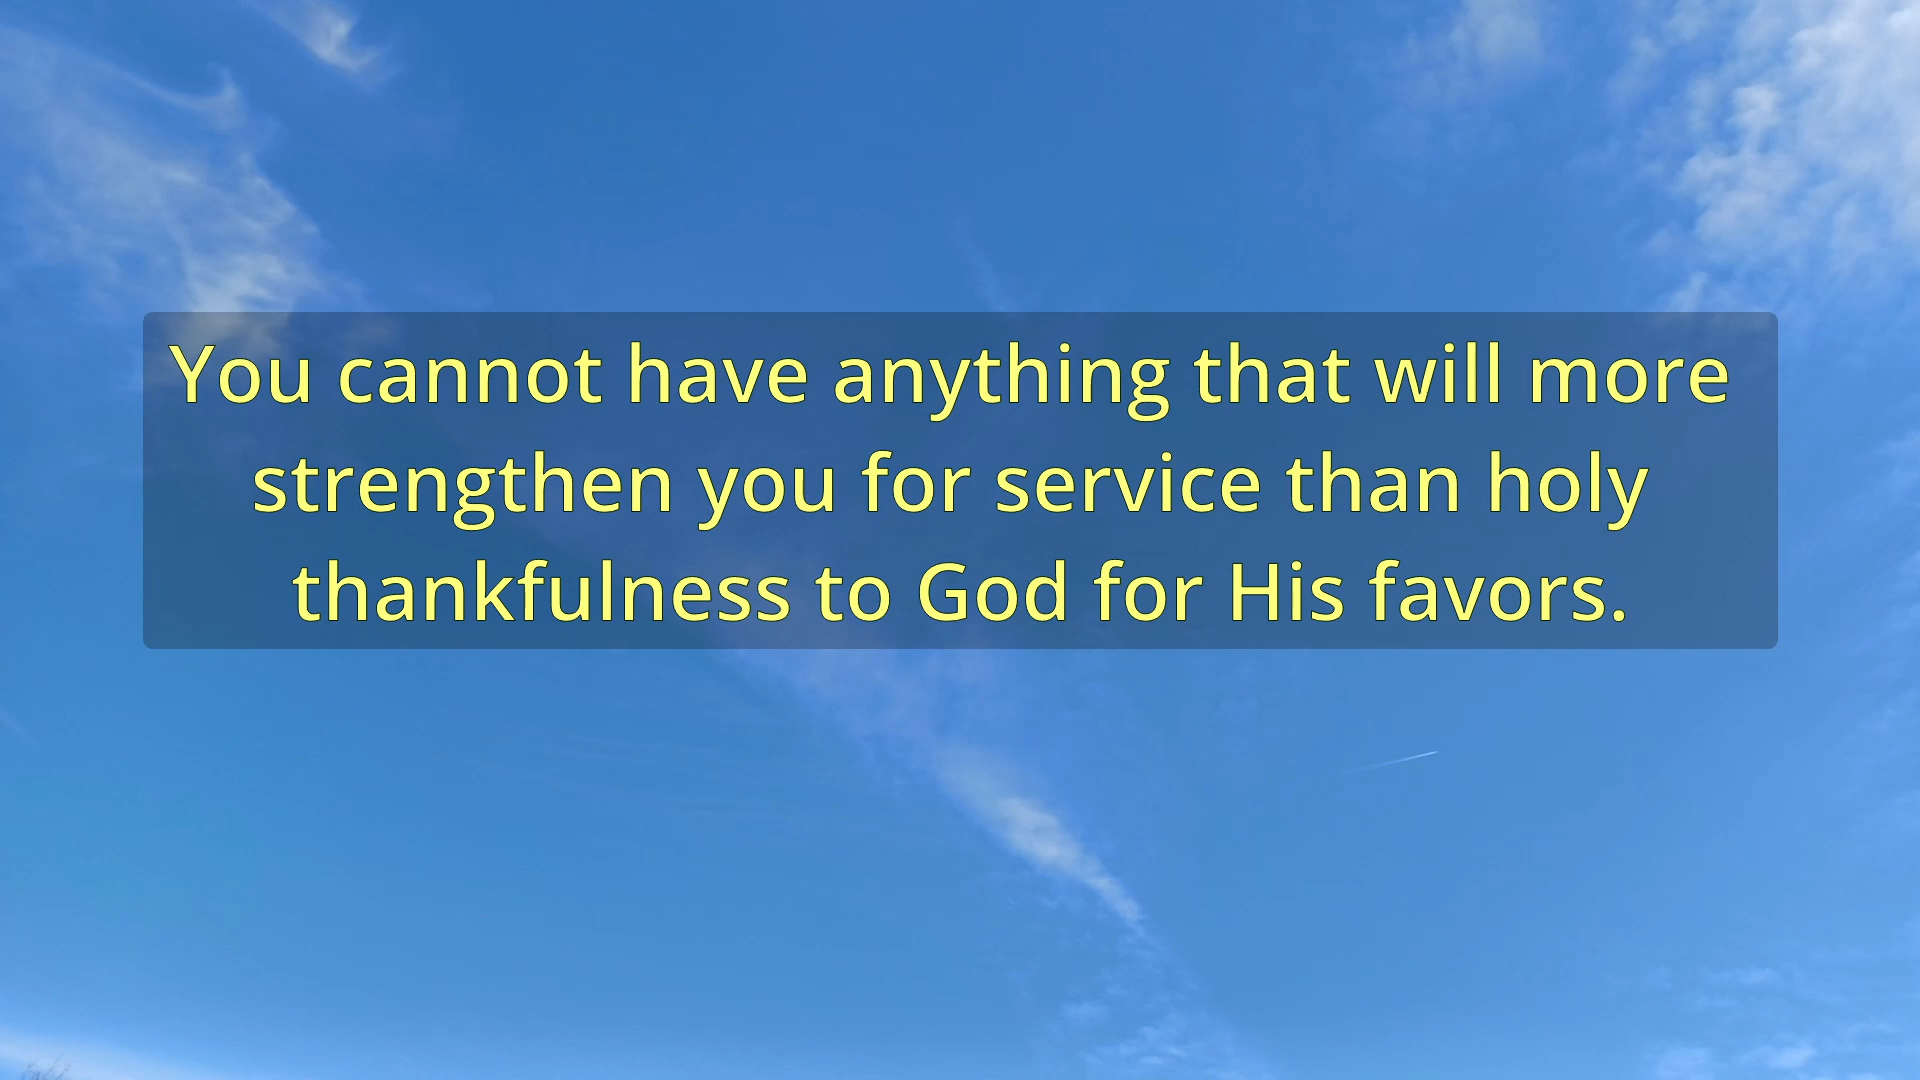 You cannot have anything that will more
strengthen you for service than holy
thankfulness to God for His favors.